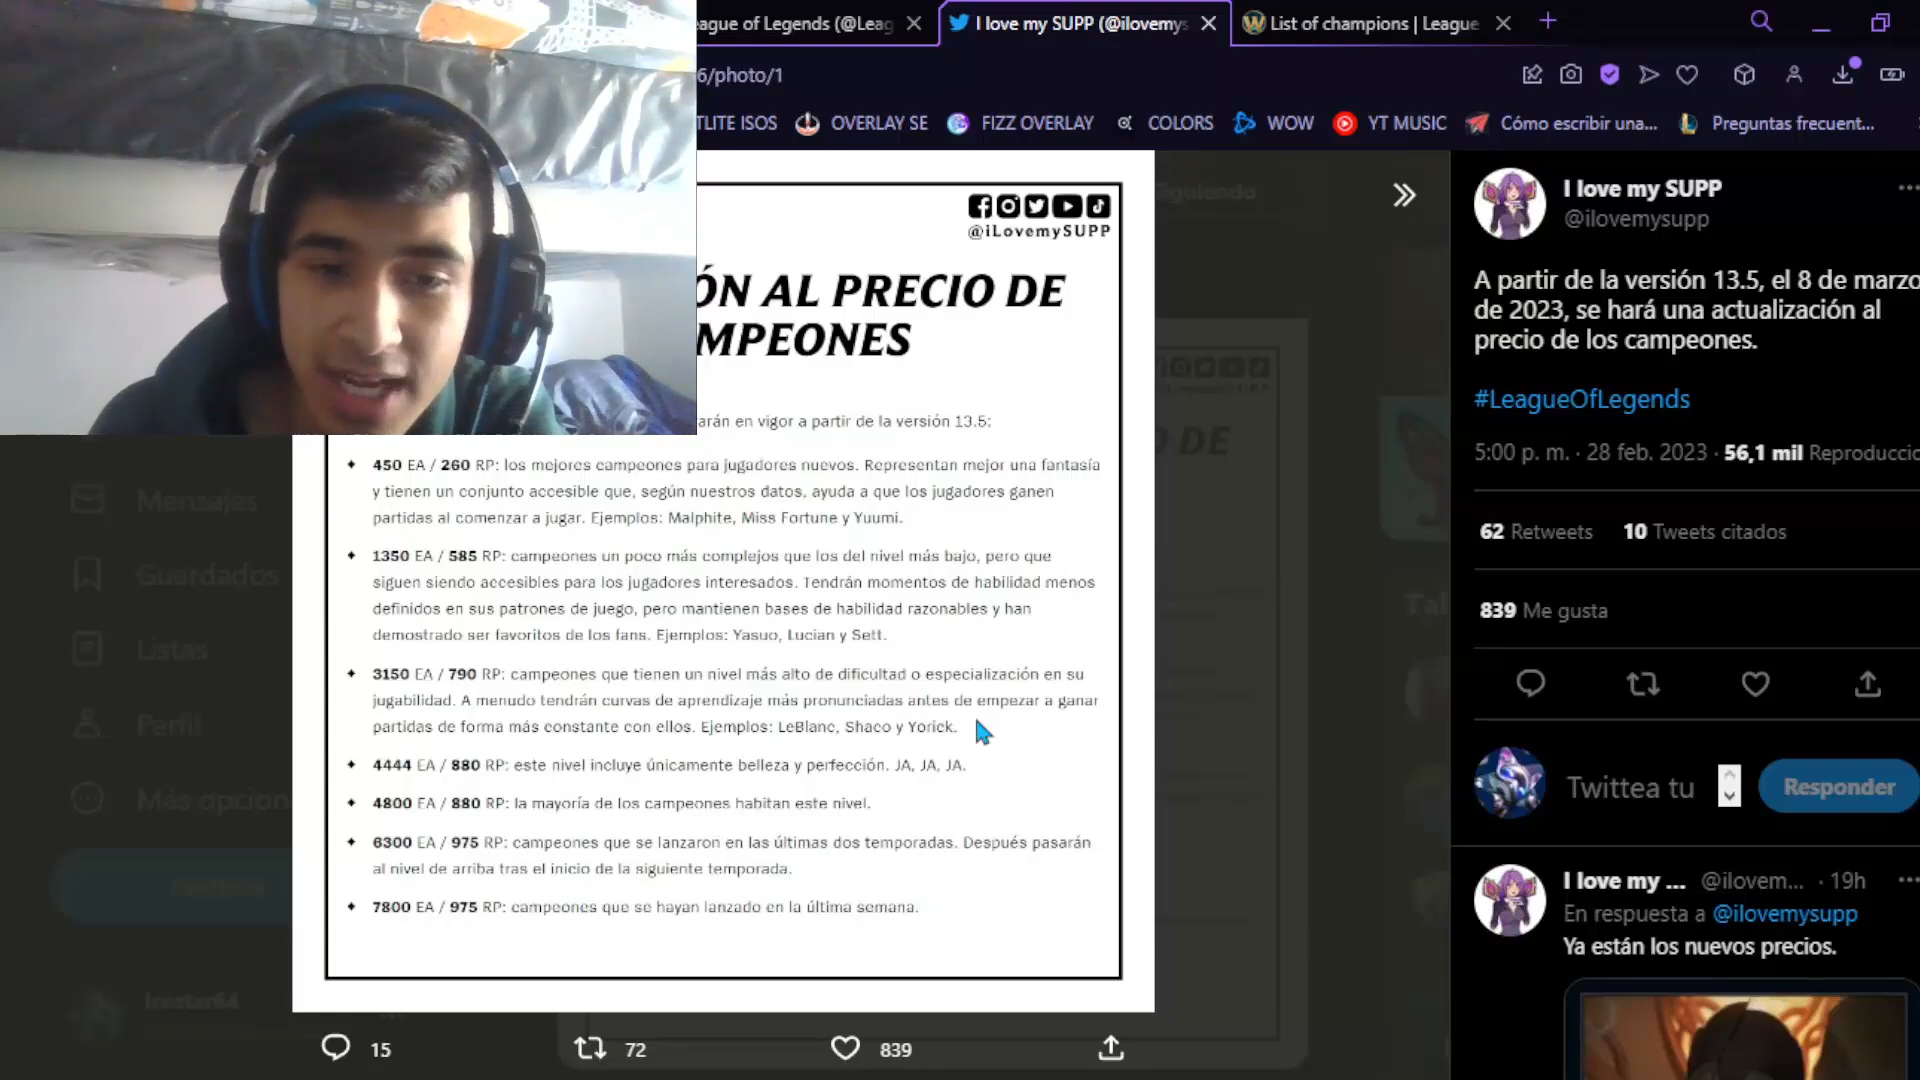 ague of Legends (@Leag
I love my SUPP (@ilovemys
List of champions | League
6/photo/1
TLITE ISOS
OVERLAY SE
FIZZ OVERLAY
COLORS
WOW
YT MUSIC
Cómo escribir una...
Preguntas frecuent...
@iLovemySUPP
ÓN AL PRECIO DE
MPEONES
arán en vigor a partir de la versión 13.5:
450 EA / 260 RP: los mejores campeones para jugadores nuevos. Representan mejor una fantasía
y tienen un conjunto accesible que, según nuestros datos, ayuda a que los jugadores ganen
partidas al comenzar a jugar. Ejemplos: Malphite, Miss Fortune y Yuumi.
1350 EA / 585 RP: campeones un poco más complejos que los del nivel más bajo, pero que
siguen siendo accesibles para los jugadores interesados. Tendrán momentos de habilidad menos
definidos en sus patrones de juego, pero mantienen bases de habilidad razonables y han
demostrado ser favoritos de los fans. Ejemplos: Yasuo, Lucian y Sett.
3150 EA / 790 RP: campeones que tienen un nivel más alto de dificultad o especialización en su
jugabilidad. A menudo tendrán curvas de aprendizaje más pronunciadas antes de empezar a ganar
partidas de forma más constante con ellos. Ejemplos: LeBlanc, Shaco y Yorick.
4444 EA / 880 RP: este nivel incluye únicamente belleza y perfección. JA, JA, JA.
4800 EA / 880 RP: la mayoría de los campeones habitan este nivel.
6300 EA / 975 RP: campeones que se lanzaron en las últimas dos temporadas. Después pasarán
al nivel de arriba tras el inicio de la siguiente temporada.
7800 EA / 975 RP: campeones que se hayan lanzado en la última semana.
15
72
839
Siguiendo
O DE
Mensajes
Guardados
Listas
Perfil
Más opcion
Icestar64
I love my SUPP
@ilovemysupp
A partir de la versión 13.5, el 8 de marzo
de 2023, se hará una actualización al
precio de los campeones.
#LeagueOfLegends
5:00 p. m. · 28 feb. 2023 · 56,1 mil Reproduccio
62 Retweets 10 Tweets citados
839 Me gusta
Twittea tu
Responder
I love my ... @ilovem... · 19h
En respuesta a @ilovemysupp
Ya están los nuevos precios.